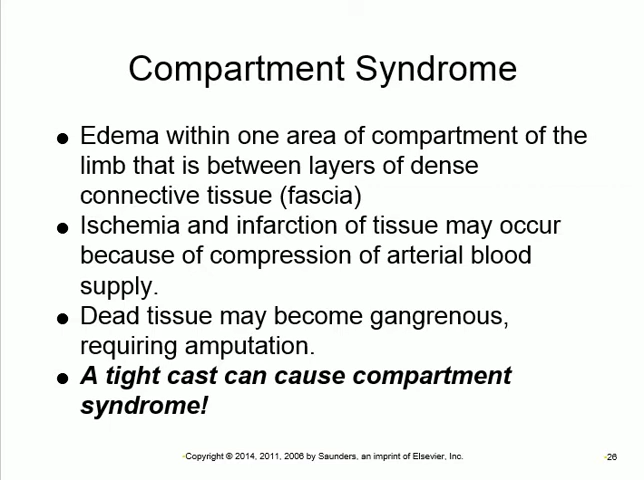 Compartment Syndrome
● Edema within one area of compartment of the
limb that is between layers of dense
connective tissue (fascia)
● Ischemia and infarction of tissue may occur
because of compression of arterial blood
supply.
● Dead tissue may become gangrenous,
requiring amputation.
● A tight cast can cause compartment
syndrome!
Copyright © 2014, 2011, 2006 by Saunders, an imprint of Elsevier, Inc.
26